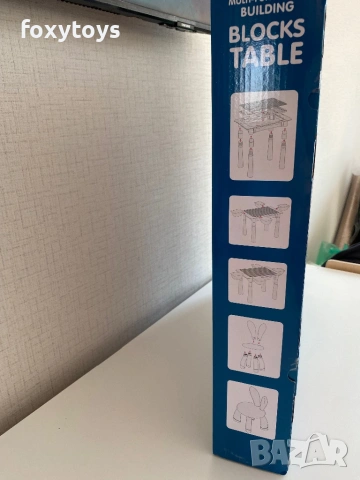 foxytoys
BUILDING
BLOCKS
TABLE
BAZAR